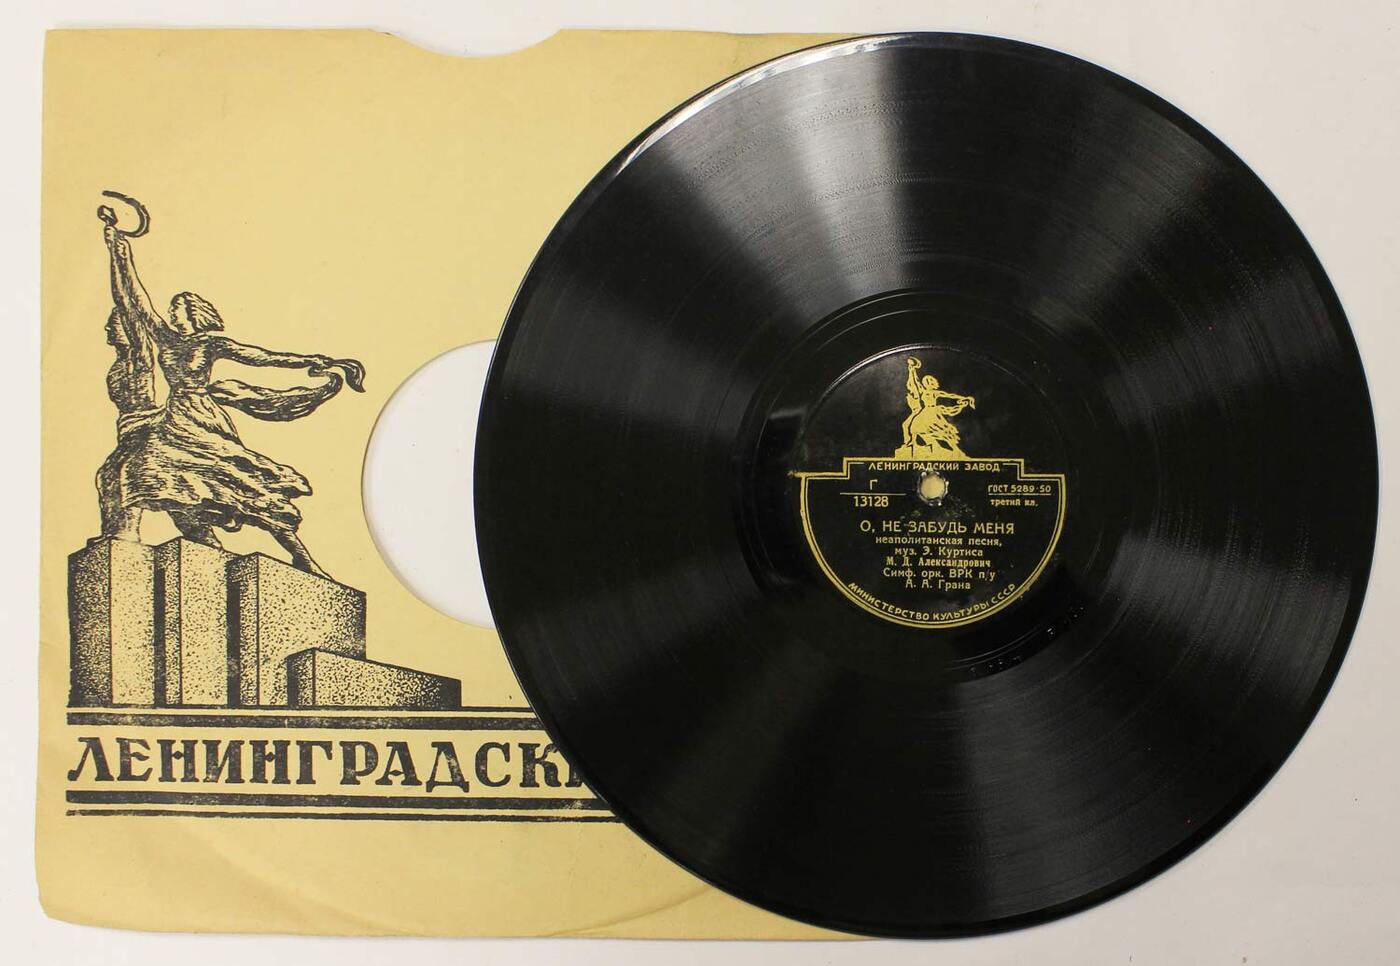 ЛЕНИНГРАДСК
ЛЕНИНГРАДСКИЙ ЗАВОД
Г
13128
ГОСТ 5289-50
третий кл.
О, НЕ ЗАБУДЬ МЕНЯ
неаполитанская песня,
муз. Э. Куртиса
М. Д. Александрович
Симф. орк. ВРК п/у
А. А. Грана
МИНИСТЕРСТВО КУЛЬТУРЫ СССР